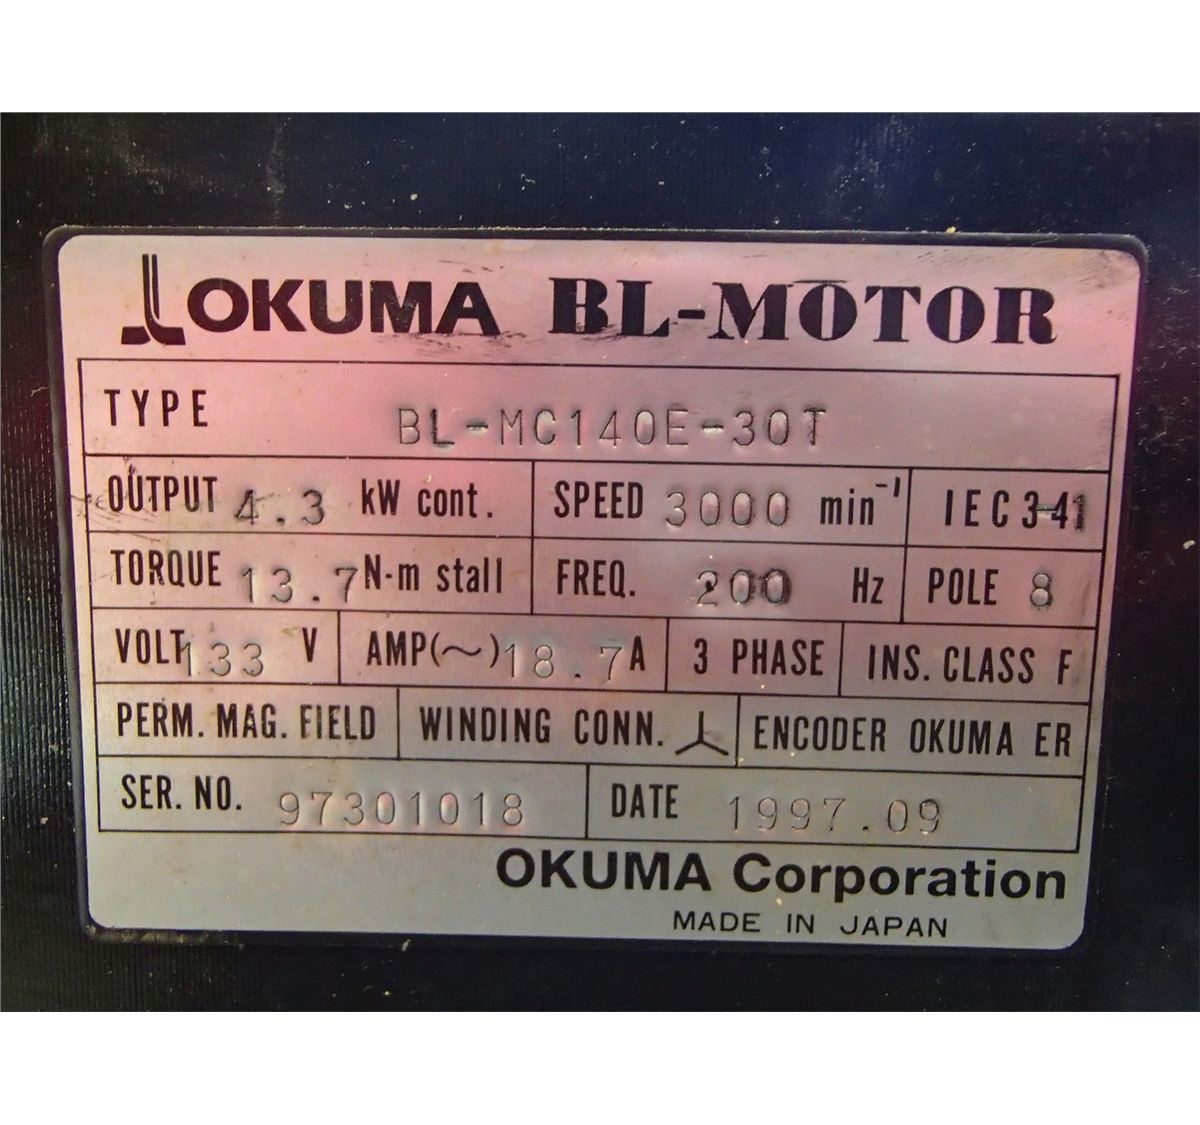 OKUMA BL-MOTOR
TYPE BL-MC140E-30T
OUTPUT 4.3 kW cont. SPEED 3000 min⁻¹ IEC 34-1
TORQUE 13.7 N-m stall FREQ. 200 Hz POLE 8
VOLT 133 V AMP(~) 18.7 A 3 PHASE INS. CLASS F
PERM. MAG. FIELD WINDING CONN. ENCODER OKUMA ER
SER. NO. 97301018 DATE 1997.09
OKUMA Corporation
MADE IN JAPAN